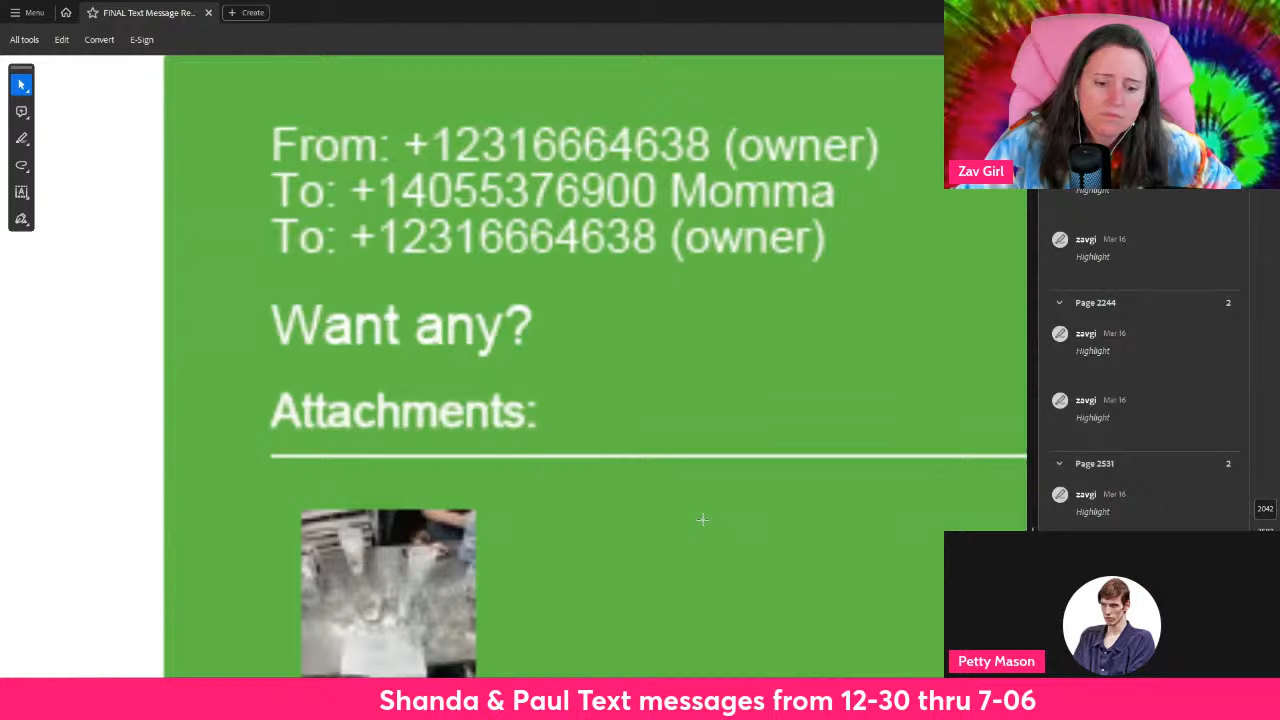 Menu
FINAL Text Message Re...
Create
All tools
Edit
Convert
E-Sign
From: +12316664638 (owner)
To: +14055376900 Momma
To: +12316664638 (owner)
Want any?
Attachments:
Zav Girl
Highlight
zavgi Mar 16
Highlight
Page 2244 2
zavgi Mar 16
Highlight
zavgi Mar 16
Highlight
Page 2531 2
zavgi Mar 16
Highlight
2042
Petty Mason
Shanda & Paul Text messages from 12-30 thru 7-06